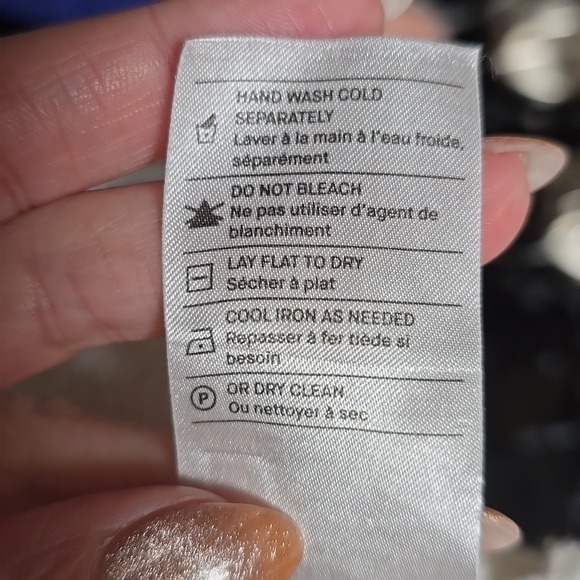 HAND WASH COLD
SEPARATELY
Laver à la main à l'eau froide,
séparément
DO NOT BLEACH
Ne pas utiliser d'agent de
blanchiment
LAY FLAT TO DRY
Sécher à plat
COOL IRON AS NEEDED
Repasser à fer tiède si
besoin
P OR DRY CLEAN
Ou nettoyer à sec